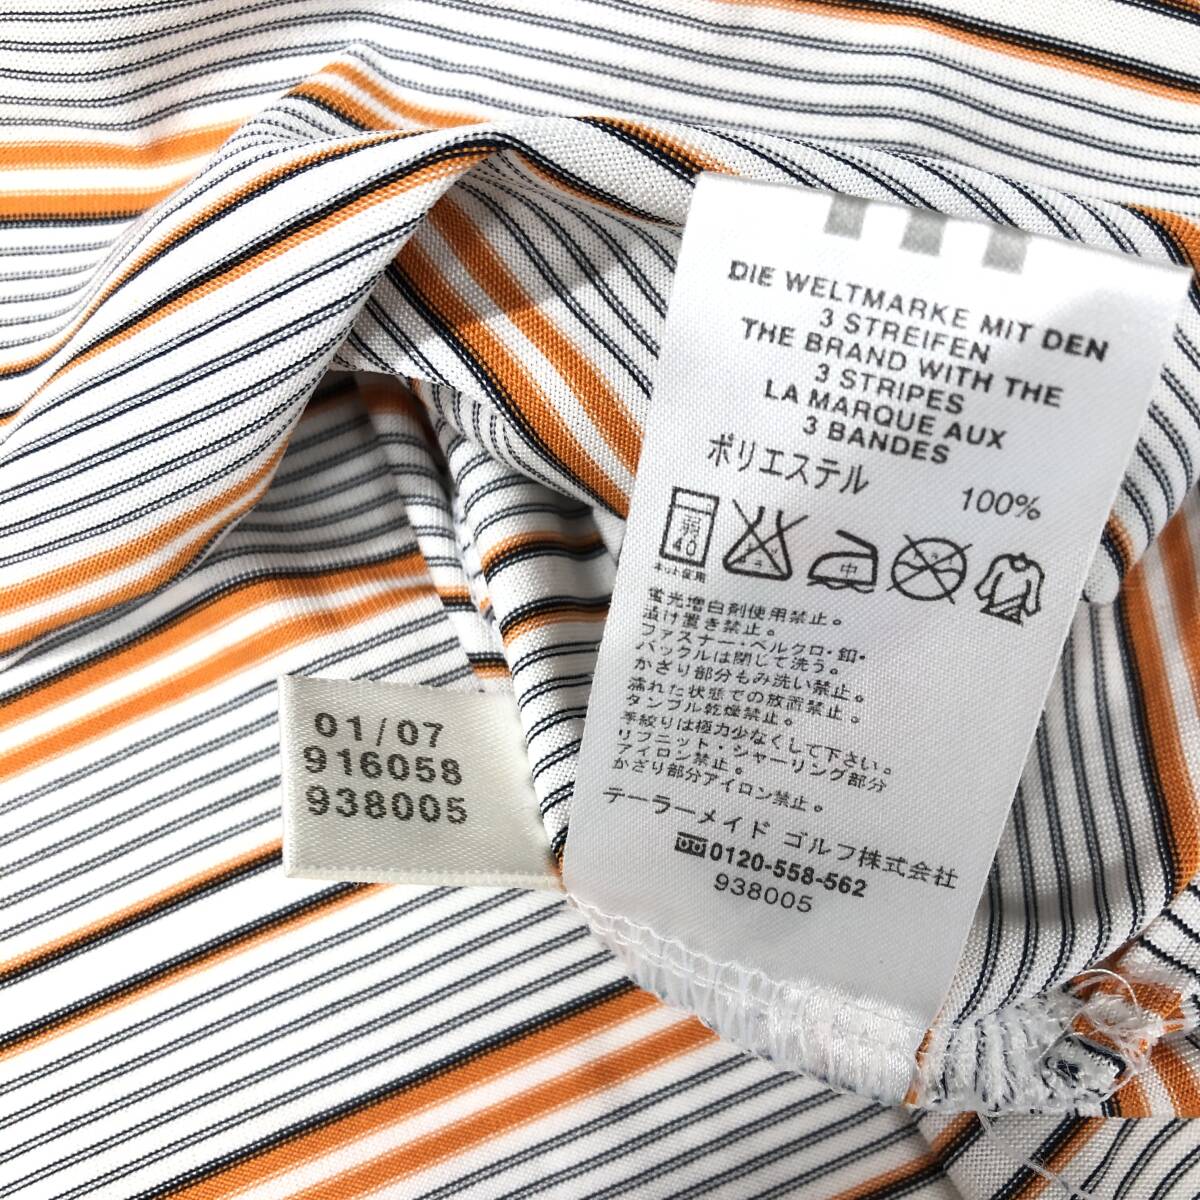 DIE WELTMARKE MIT DEN
3 STREIFEN
THE BRAND WITH THE
3 STRIPES
LA MARQUE AUX
3 BANDES
ポリエステル 100%
弱
40
中
ネット使用
蛍光増白剤使用禁止。
漬け置き禁止。
ファスナー・ベルクロ・釦・
バックルは閉じて洗う。
かざり部分もみ洗い禁止。
濡れた状態での放置禁止。
タンブル乾燥禁止。
手絞りは極力少なくして下さい。
リブニット・シャーリング部分
アイロン禁止。
かざり部分アイロン禁止。
テーラーメイド ゴルフ株式会社
0120-558-562
938005
01/07
916058
938005